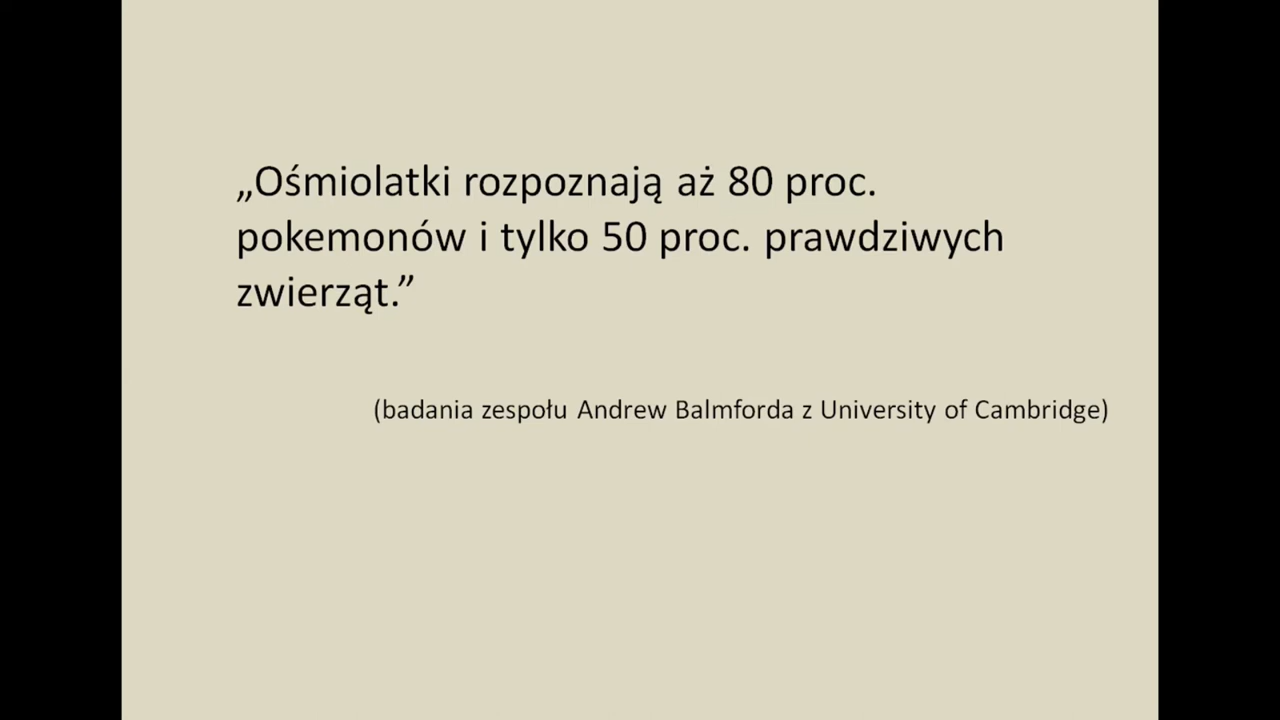 „Ośmiolatki rozpoznają aż 80 proc.
pokemonów i tylko 50 proc. prawdziwych
zwierząt.”
(badania zespołu Andrew Balmforda z University of Cambridge)